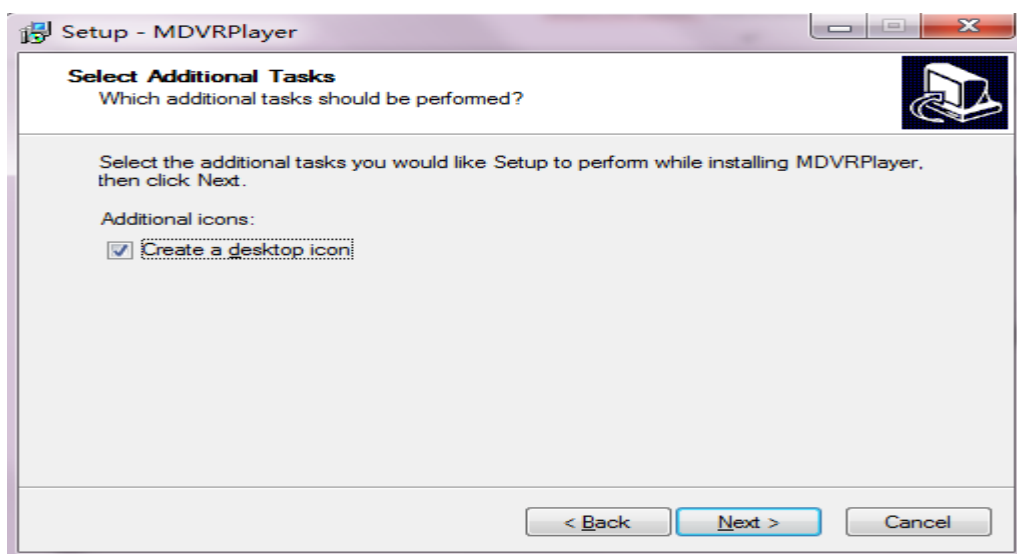 Setup - MDVRPlayer
Select Additional Tasks
Which additional tasks should be performed?
Select the additional tasks you would like Setup to perform while installing MDVRPlayer,
then click Next.
Additional icons:
Create a desktop icon
< Back
Next >
Cancel